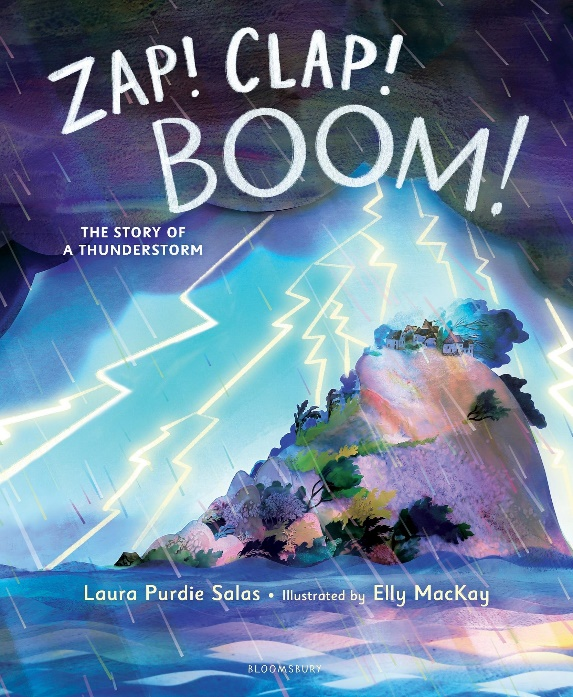 ZAP! CLAP!
BOOM!
THE STORY OF
A THUNDERSTORM
Laura Purdie Salas • Illustrated by Elly MacKay
BLOOMSBURY